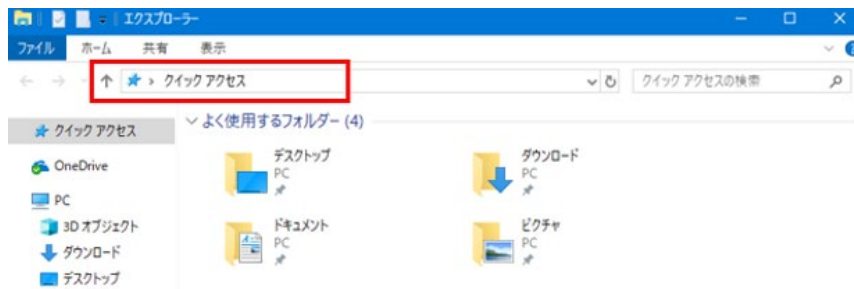 エクスプローラー
ファイル ホーム 共有 表示
クイック アクセス クイック アクセスの検索
クイック アクセス
OneDrive
PC
3D オブジェクト
ダウンロード
デスクトップ
よく使用するフォルダー (4)
デスクトップ
PC
ダウンロード
PC
ドキュメント
PC
ピクチャ
PC